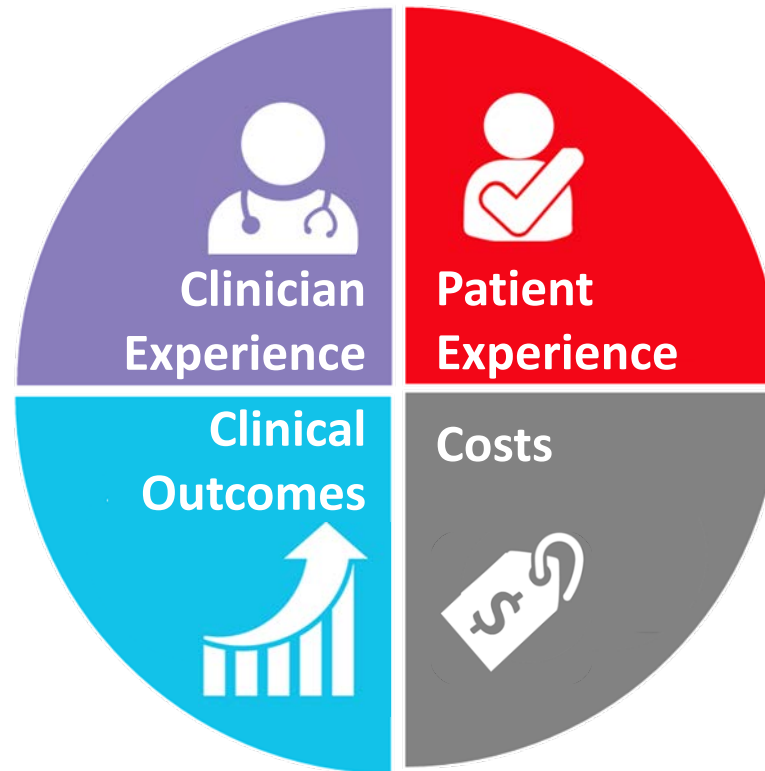 Clinician
Experience
Patient
Experience
Clinical
Outcomes
Costs
$